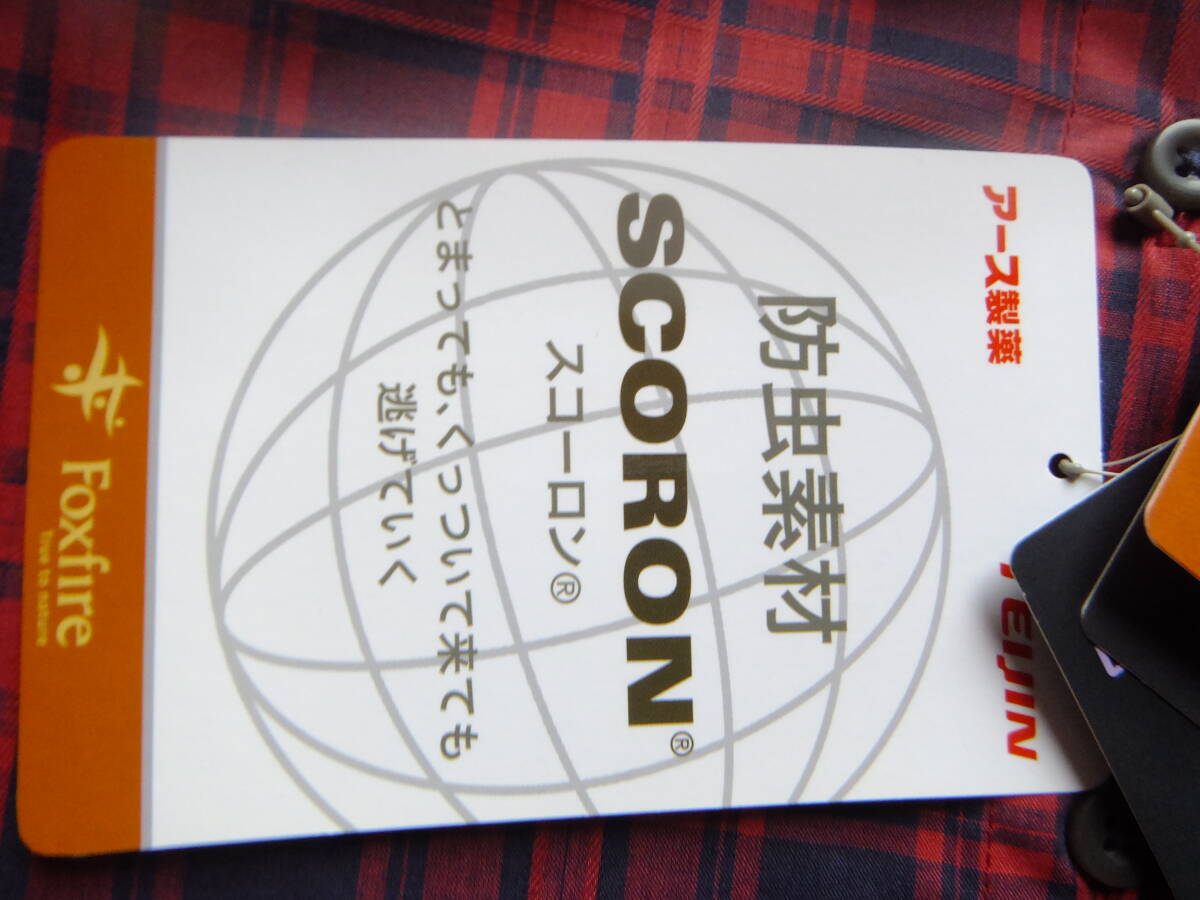 アース製薬
TEIJIN
防虫素材
SCORON®
スコーロン®
とまっても、くっついて来ても
逃げていく
Foxfire
True to nature